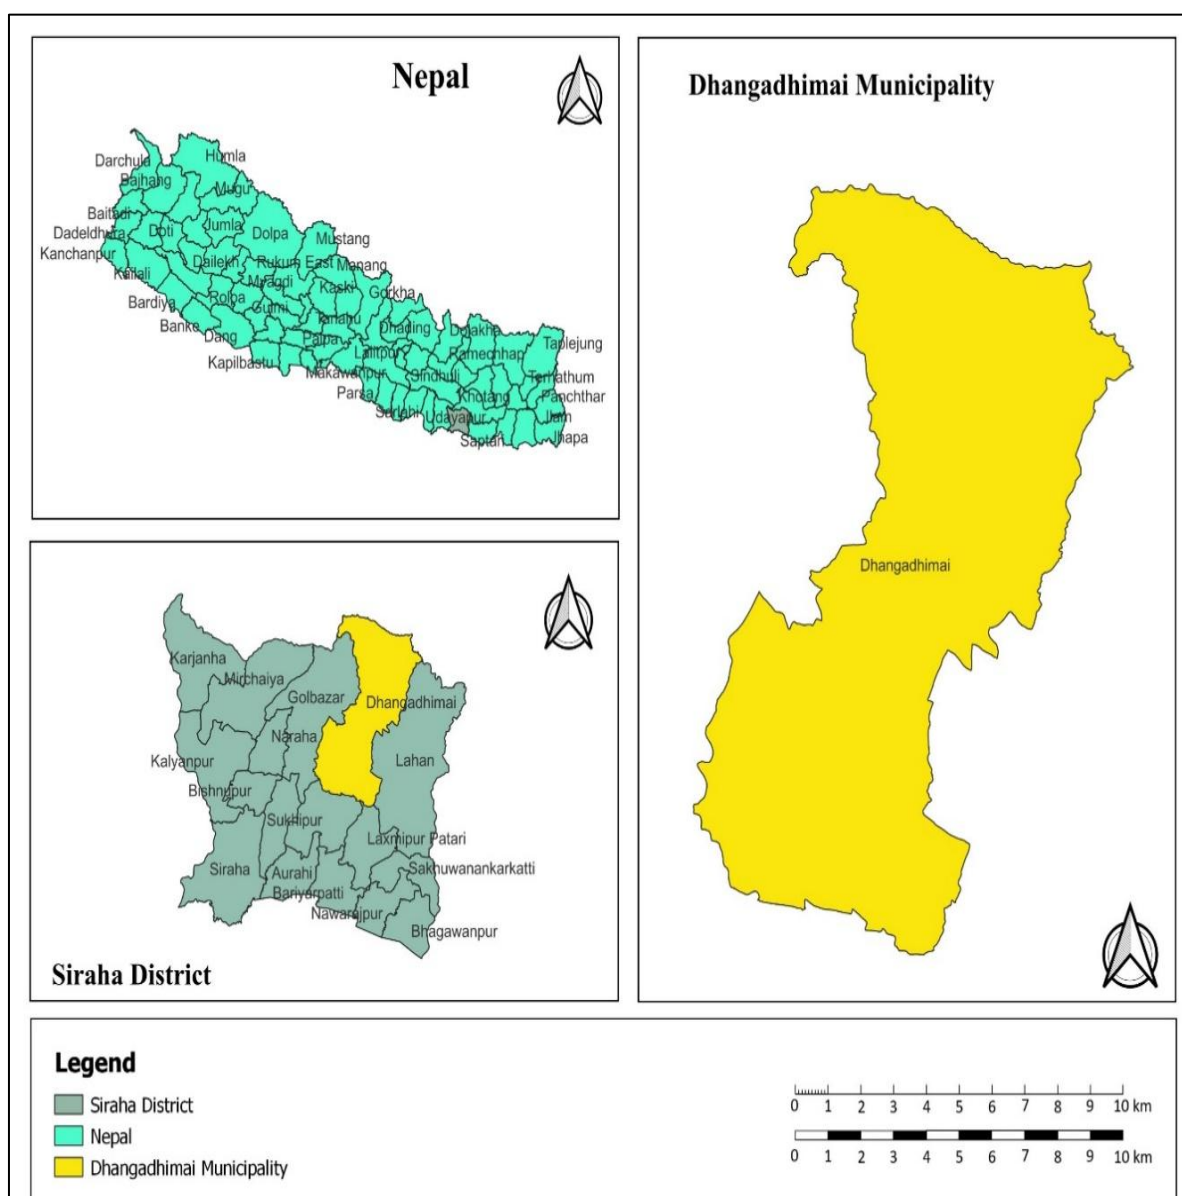 Nepal
Humla
Darchula
Bajhang
Mugu
Baitadi
Jumla
Doti
Dadeldhura
Dolpa
Mustang
Kanchanpur
Dailekh
Rukum East
Manang
Kailali
Myagdi
Kaski
Gorkha
Rolpa
Bardiya
Gulmi
Tanahu
Banke
Dhading
Dolakha
Dang
Palpa
Taplejung
Lalitpur
Ramechhap
Kapilbastu
Makawanpur
Sindhuli
Terhathum
Parsa
Khotang
Panchthar
Sarlahi
Udayapur
Ilam
Saptari
Jhapa
Dhangadhimai Municipality
Dhangadhimai
Karjanha
Mirchaiya
Golbazar
Dhangadhimai
Naraha
Kalyanpur
Lahan
Bishnupur
Sukhipur
Laxmipur Patari
Siraha
Aurahi
Sakhuwanankarkatti
Bariyarpatti
Nawarajpur
Bhagawanpur
Siraha District
Legend
Siraha District
Nepal
Dhangadhimai Municipality
0 1 2 3 4 5 6 7 8 9 10 km
0 1 2 3 4 5 6 7 8 9 10 km